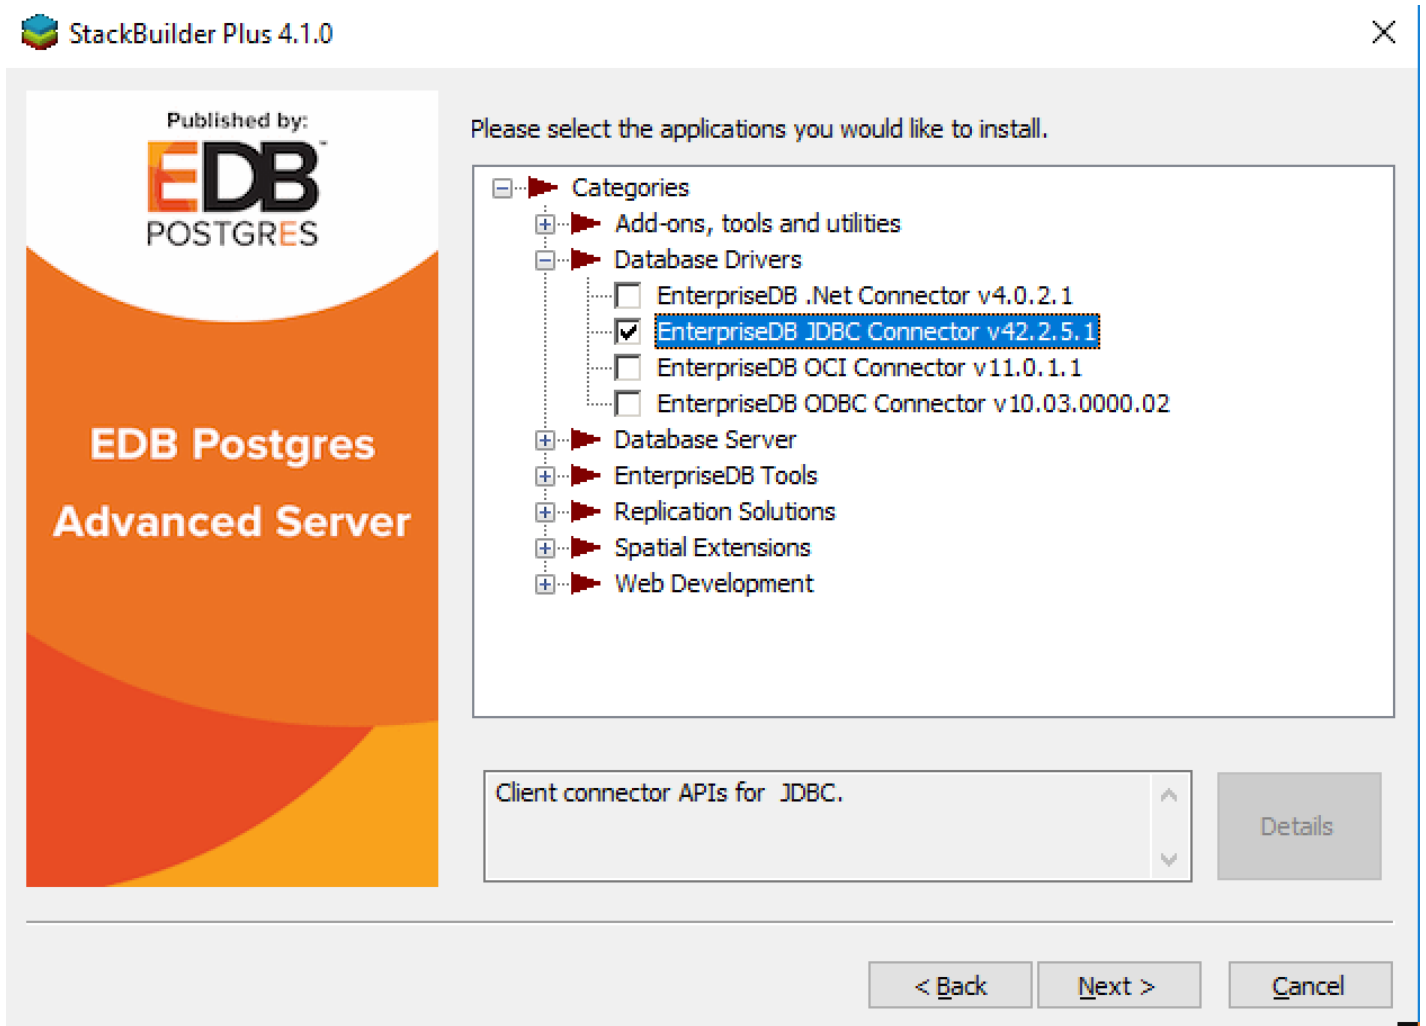 StackBuilder Plus 4.1.0
Published by:
EDB™
POSTGRES
EDB Postgres
Advanced Server
Please select the applications you would like to install.
Categories
Add-ons, tools and utilities
Database Drivers
EnterpriseDB .Net Connector v4.0.2.1
EnterpriseDB JDBC Connector v42.2.5.1
EnterpriseDB OCI Connector v11.0.1.1
EnterpriseDB ODBC Connector v10.03.0000.02
Database Server
EnterpriseDB Tools
Replication Solutions
Spatial Extensions
Web Development
Client connector APIs for  JDBC.
Details
< Back
Next >
Cancel